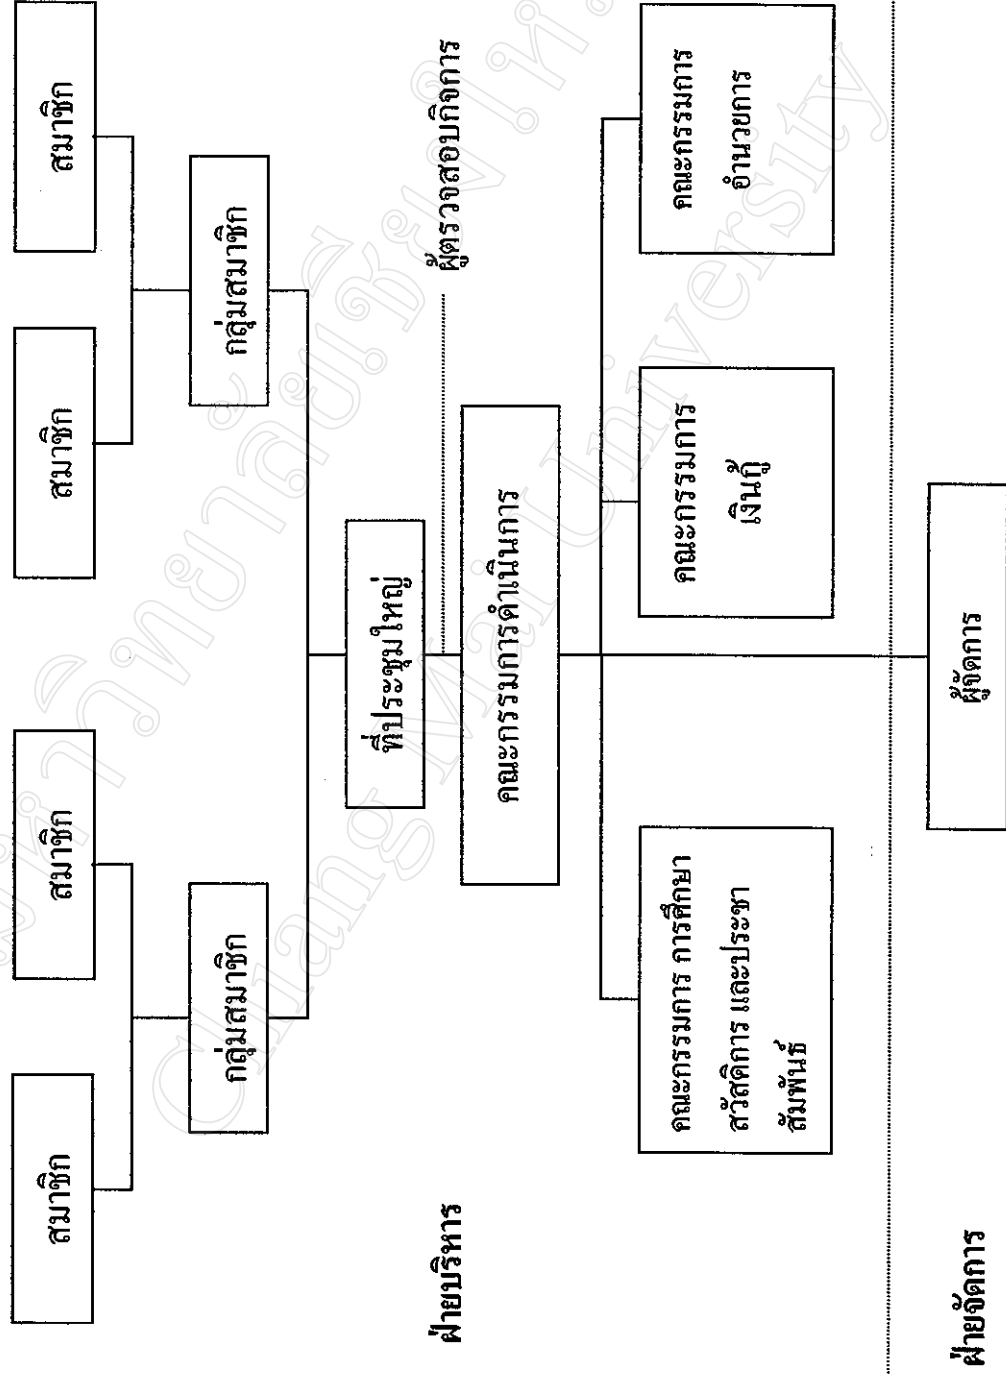 สมาชิก
สมาชิก
สมาชิก
สมาชิก
กลุ่มสมาชิก
กลุ่มสมาชิก
ที่ประชุมใหญ่
ฝ่ายบริหาร
ผู้ตรวจสอบกิจการ
คณะกรรมการดำเนินการ
คณะกรรมการ การศึกษา
สวัสดิการ และประชา
สัมพันธ์
คณะกรรมการ
เงินกู้
คณะกรรมการ
อำนวยการ
ฝ่ายจัดการ
ผู้จัดการ
Chiang Mai University